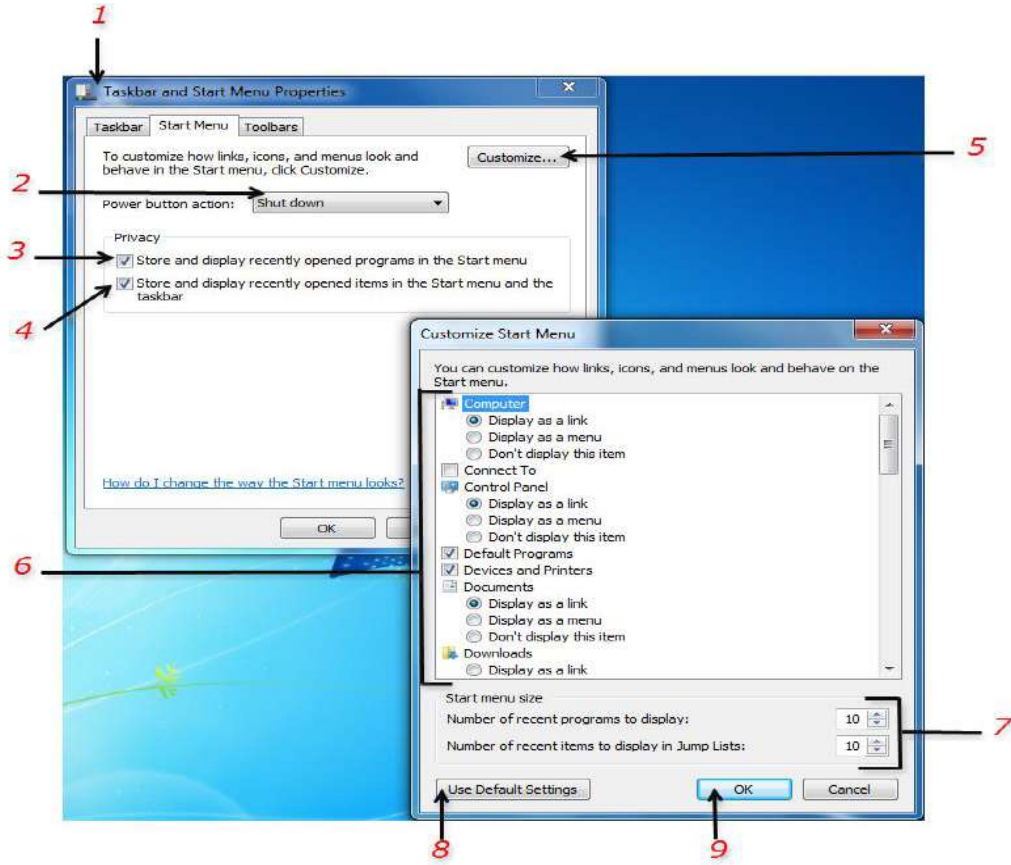 1
Taskbar and Start Menu Properties
Taskbar
Start Menu
Toolbars
To customize how links, icons, and menus look and
behave in the Start menu, click Customize.
Customize...
5
2
Power button action:
Shut down
Privacy
3
Store and display recently opened programs in the Start menu
Store and display recently opened items in the Start menu and the
taskbar
4
How do I change the way the Start menu looks?
OK
Customize Start Menu
You can customize how links, icons, and menus look and behave on the
Start menu.
Computer
Display as a link
Display as a menu
Don't display this item
Connect To
Control Panel
Display as a link
Display as a menu
Don't display this item
6
Default Programs
Devices and Printers
Documents
Display as a link
Display as a menu
Don't display this item
Downloads
Display as a link
Start menu size
Number of recent programs to display:
10
7
Number of recent items to display in Jump Lists:
10
Use Default Settings
OK
Cancel
8
9